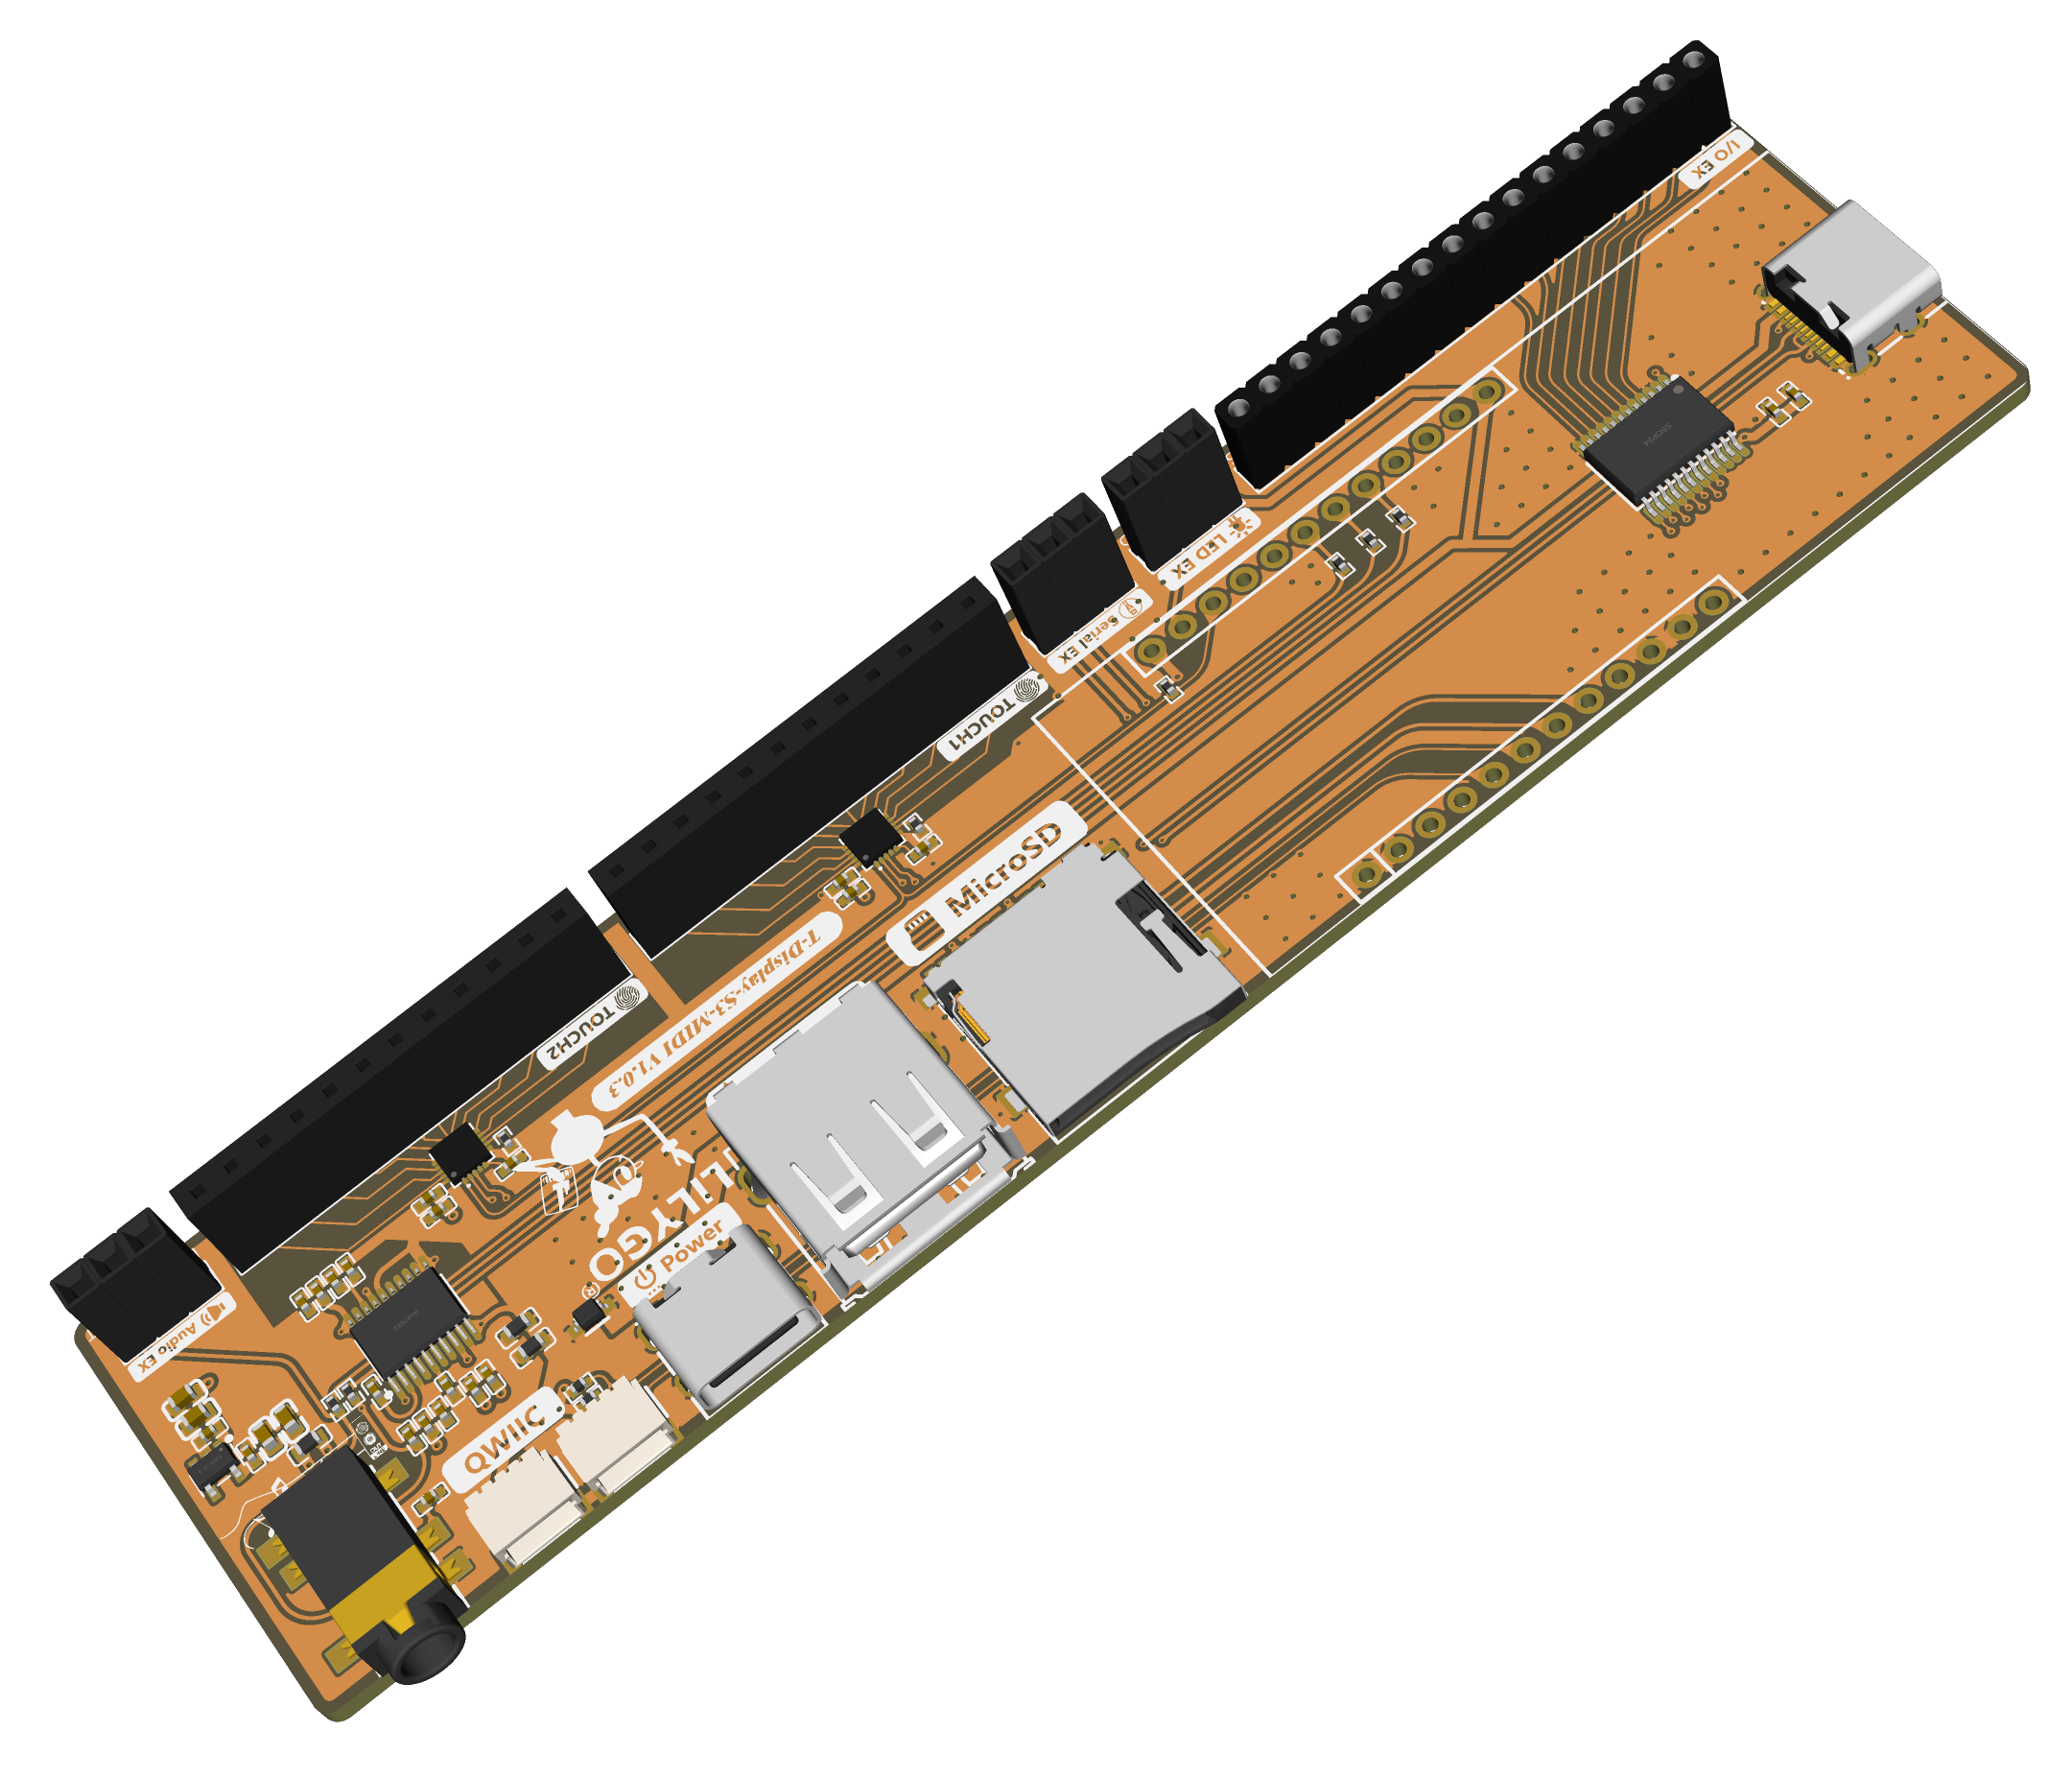 I/O EX
LED EX
Serial EX
TOUCH1
MicroSD
T-Display-S3-MIDI V1.0.3
TOUCH2
LILYGO
®
Power
Audio EX
QWIIC
SSOP24